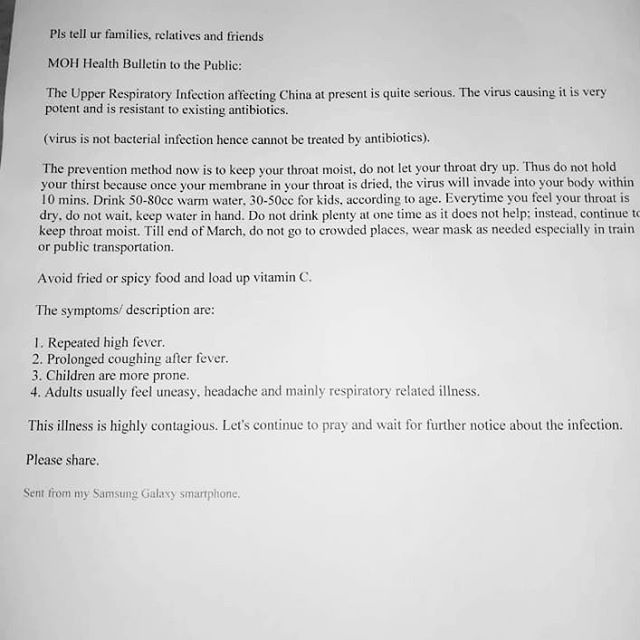 Pls tell ur families, relatives and friends
MOH Health Bulletin to the Public:
The Upper Respiratory Infection affecting China at present is quite serious. The virus causing it is very
potent and is resistant to existing antibiotics.
(virus is not bacterial infection hence cannot be treated by antibiotics).
The prevention method now is to keep your throat moist, do not let your throat dry up. Thus do not hold
your thirst because once your membrane in your throat is dried, the virus will invade into your body within
10 mins. Drink 50-80cc warm water, 30-50cc for kids, according to age. Everytime you feel your throat is
dry, do not wait, keep water in hand. Do not drink plenty at one time as it does not help; instead, continue to
keep throat moist. Till end of March, do not go to crowded places, wear mask as needed especially in train
or public transportation.
Avoid fried or spicy food and load up vitamin C.
The symptoms/ description are:
1. Repeated high fever.
2. Prolonged coughing after fever.
3. Children are more prone.
4. Adults usually feel uneasy, headache and mainly respiratory related illness.
This illness is highly contagious. Let's continue to pray and wait for further notice about the infection.
Please share.
Sent from my Samsung Galaxy smartphone.